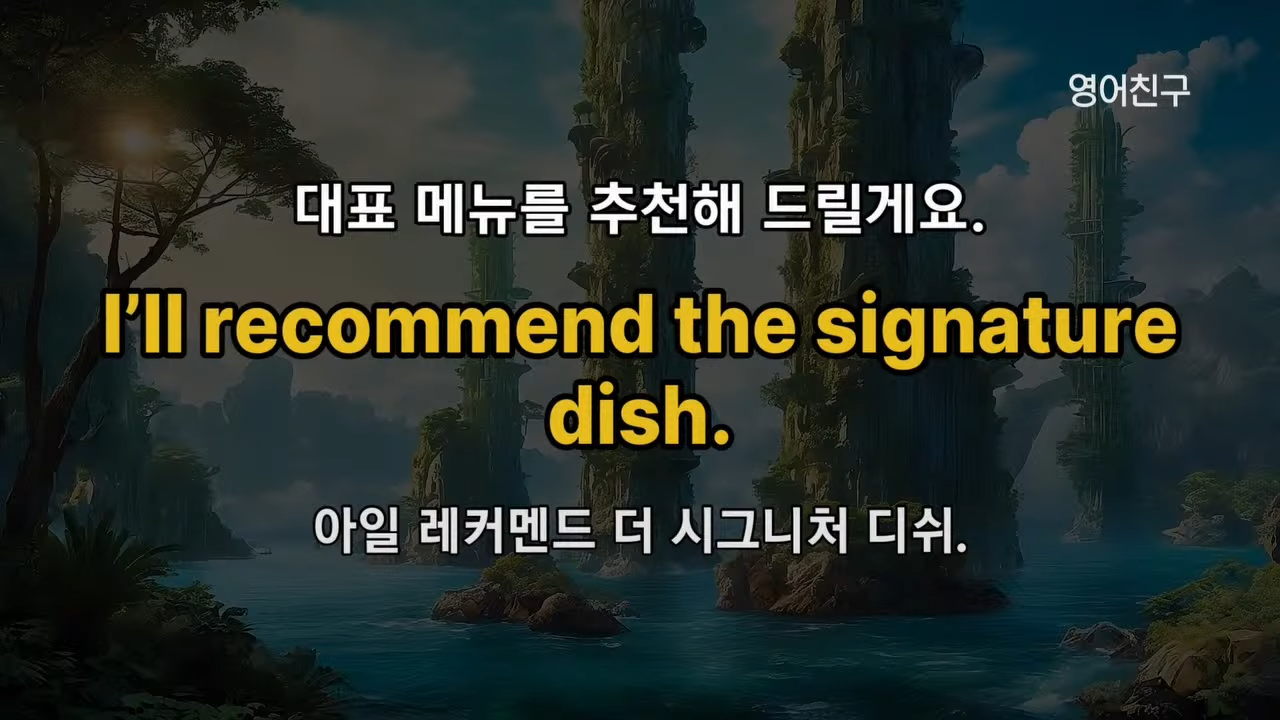 영어친구
대표 메뉴를 추천해 드릴게요.
I’ll recommend the signature
dish.
아일 레커멘드 더 시그니처 디쉬.